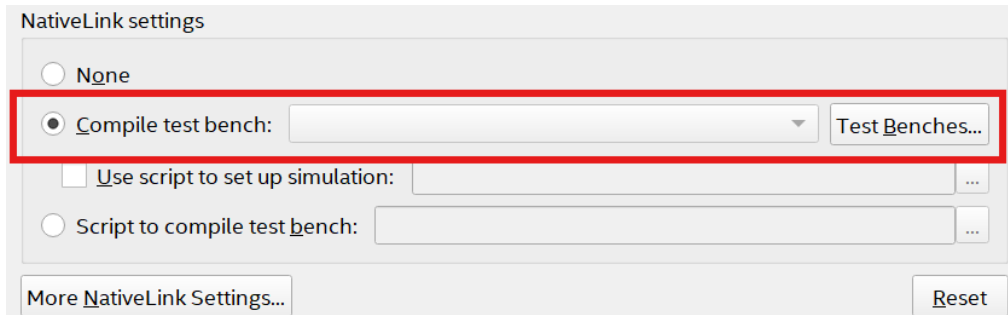 NativeLink settings
None
Compile test bench: Test Benches...
Use script to set up simulation: ...
Script to compile test bench: ...
More NativeLink Settings... Reset